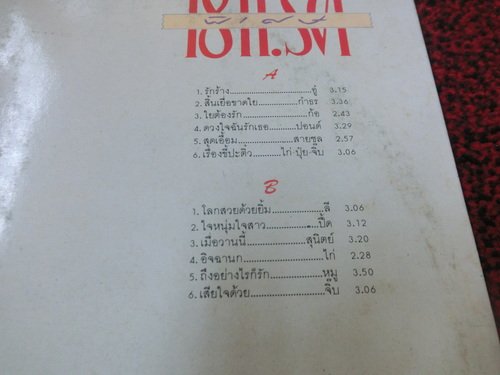 A
1. รักร้าง....................ชู่ 3.15
2. สิ้นเยื่อขาดใย..........กำธร 3.36
3. ใยต้องรัก...............ก้อ 2.43
4. ดวงใจฉันรักเธอ........ปอนด์ 3.29
5. สุดเอื้อม................สายชล 2.57
6. เรื่องขี้ปะติ๋ว........ไก่-ปุ้ย-จิ๊บ 3.06
B
1. โลกสวยด้วยยิ้ม..............ลี 3.06
2. ใจหนุ่มใจสาว...............ปี๊ด 3.12
3. เมื่อวานนี้...............สุนิตย์ 3.20
4. อิจฉานก....................ไก่ 2.28
5. ถึงอย่างไรก็รัก.............หมู 3.50
6. เสียใจด้วย..................จิ๊บ 3.06